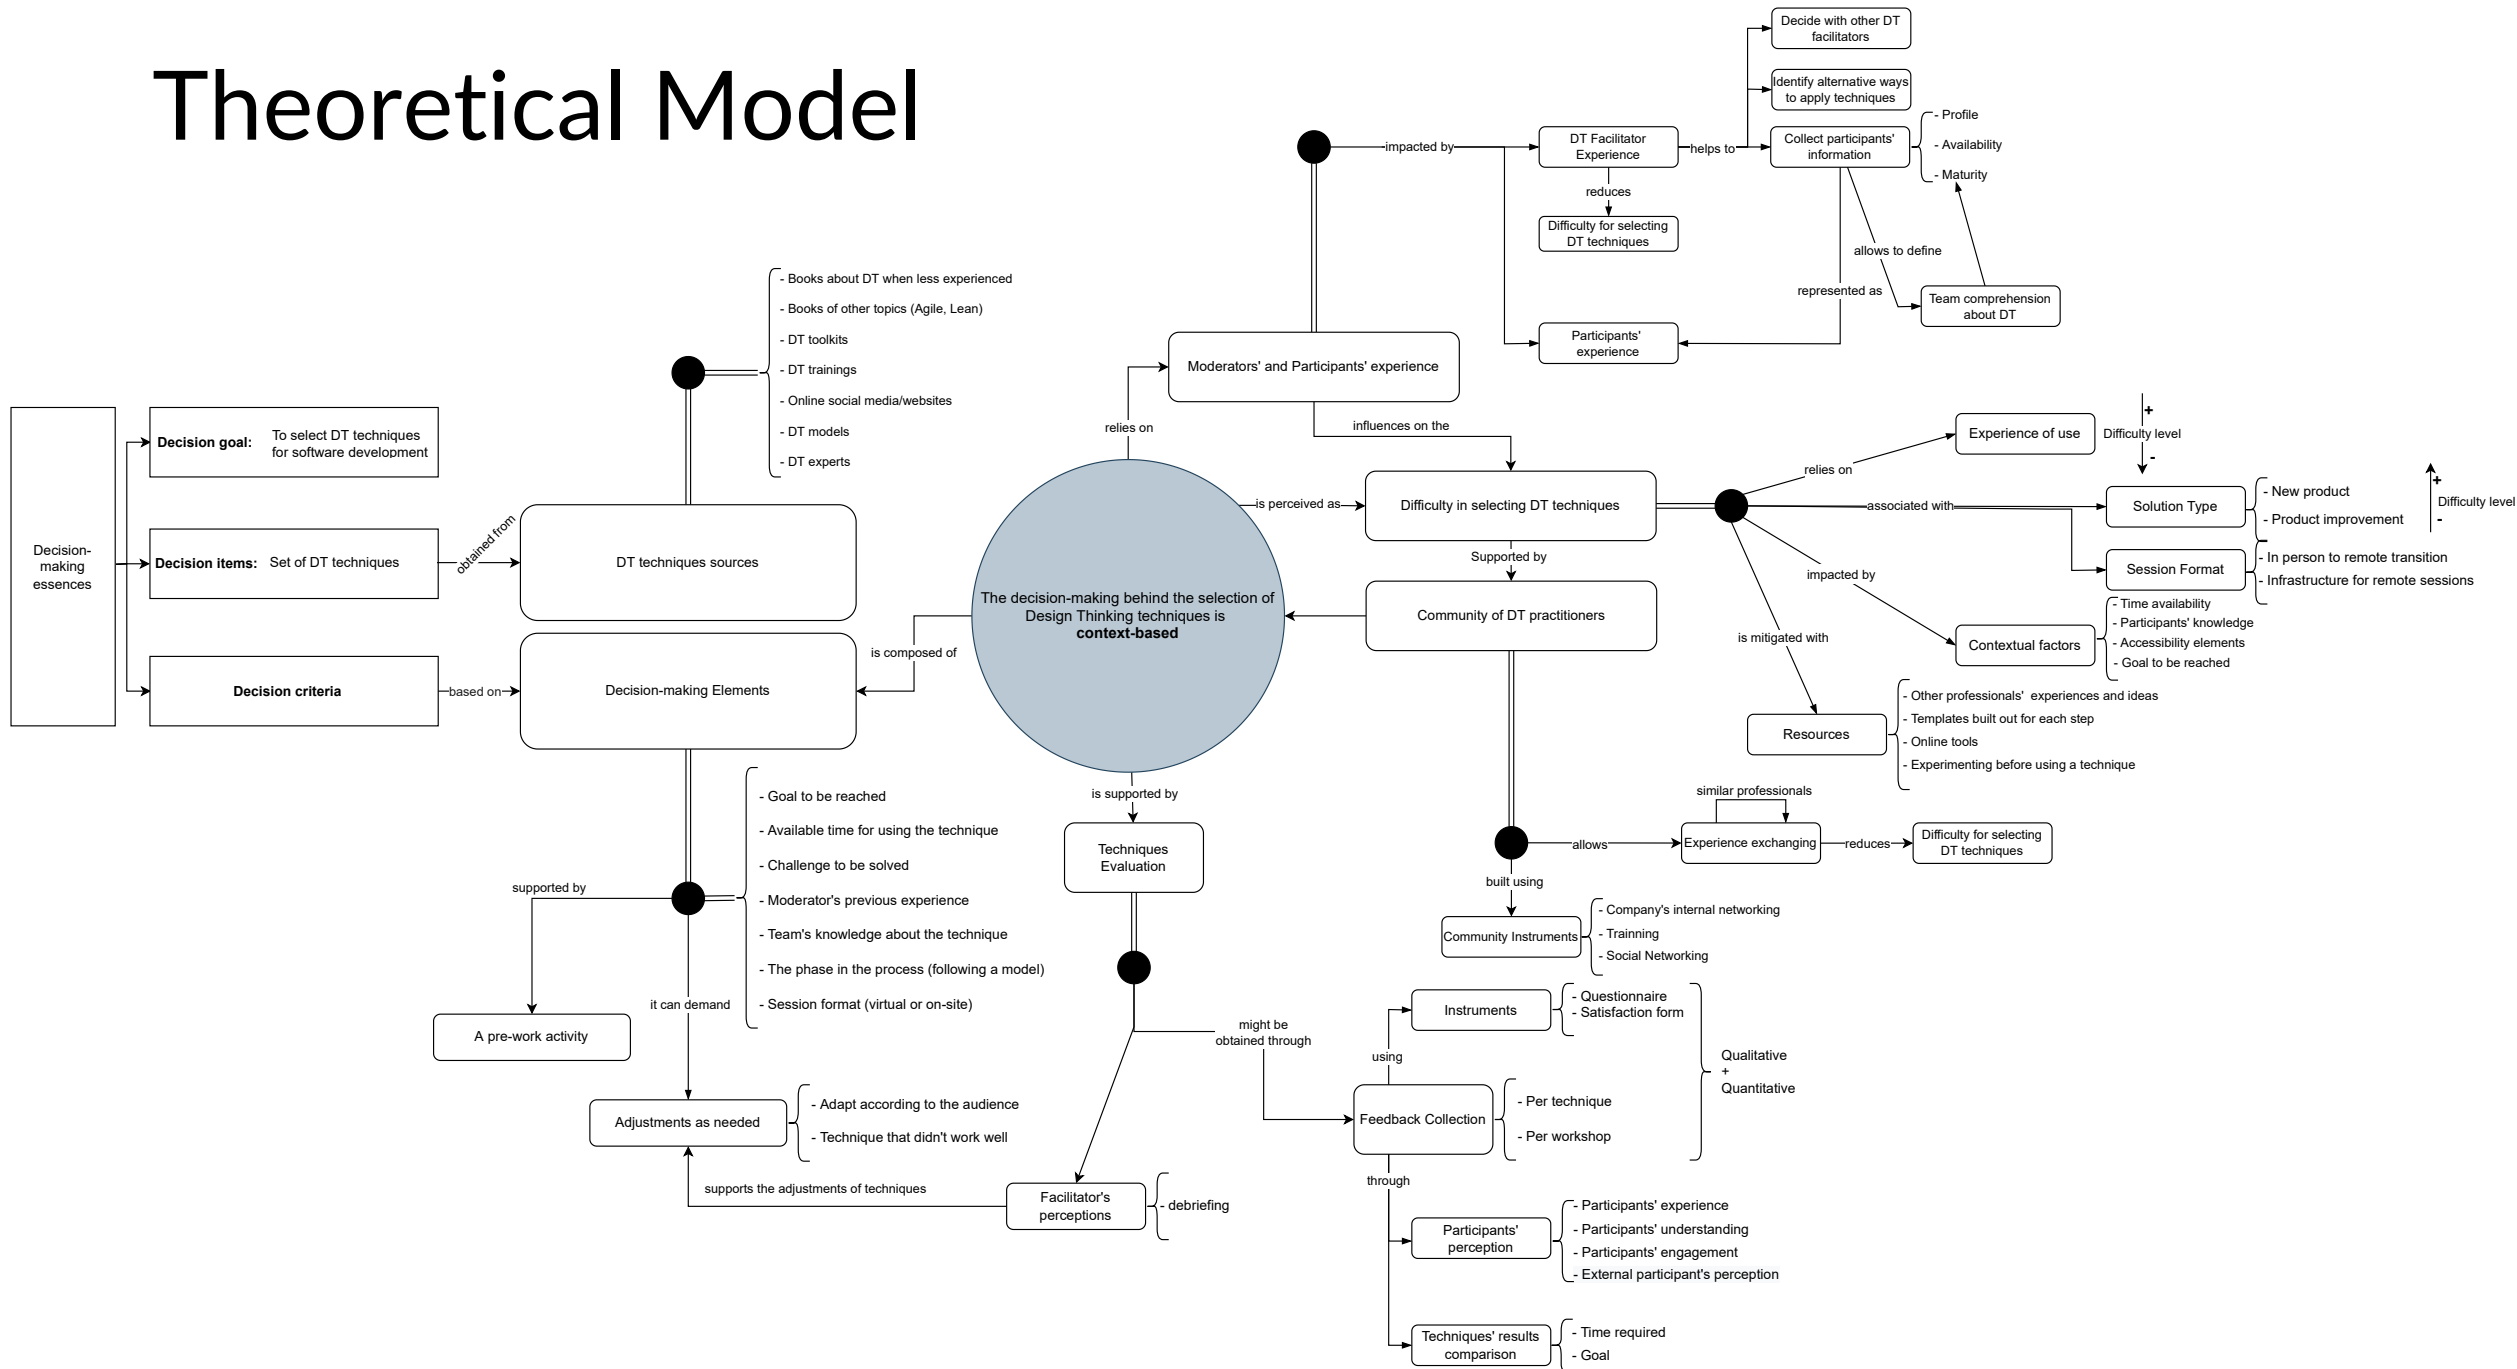 Theoretical Model
Decide with other DT
facilitators
Identify alternative ways
to apply techniques
impacted by
DT Facilitator
Experience
helps to
Collect participants'
information
- Profile
- Availability
- Maturity
reduces
Difficulty for selecting
DT techniques
allows to define
represented as
Team comprehension
about DT
Participants'
experience
- Books about DT when less experienced
- Books of other topics (Agile, Lean)
- DT toolkits
- DT trainings
- Online social media/websites
- DT models
- DT experts
Moderators' and Participants' experience
relies on
influences on the
Decision-
making
essences
Decision goal:
To select DT techniques
for software development
Decision items:
Set of DT techniques
Decision criteria
obtained from
based on
DT techniques sources
Decision-making Elements
is composed of
The decision-making behind the selection of
Design Thinking techniques is
context-based
is perceived as
Difficulty in selecting DT techniques
Supported by
Community of DT practitioners
relies on
Experience of use
+
Difficulty level
-
associated with
Solution Type
- New product
- Product improvement
+
Difficulty level
-
Session Format
- In person to remote transition
- Infrastructure for remote sessions
impacted by
Contextual factors
- Time availability
- Participants' knowledge
- Accessibility elements
- Goal to be reached
is mitigated with
Resources
- Other professionals' experiences and ideas
- Templates built out for each step
- Online tools
- Experimenting before using a technique
similar professionals
allows
Experience exchanging
reduces
Difficulty for selecting
DT techniques
built using
Community Instruments
- Company's internal networking
- Trainning
- Social Networking
is supported by
Techniques
Evaluation
- Goal to be reached
- Available time for using the technique
- Challenge to be solved
- Moderator's previous experience
- Team's knowledge about the technique
- The phase in the process (following a model)
- Session format (virtual or on-site)
supported by
A pre-work activity
it can demand
Adjustments as needed
- Adapt according to the audience
- Technique that didn't work well
supports the adjustments of techniques
Facilitator's
perceptions
- debriefing
might be
obtained through
Instruments
- Questionnaire
- Satisfaction form
using
Feedback Collection
- Per technique
- Per workshop
Qualitative
+
Quantitative
through
Participants'
perception
- Participants' experience
- Participants' understanding
- Participants' engagement
- External participant's perception
Techniques' results
comparison
- Time required
- Goal